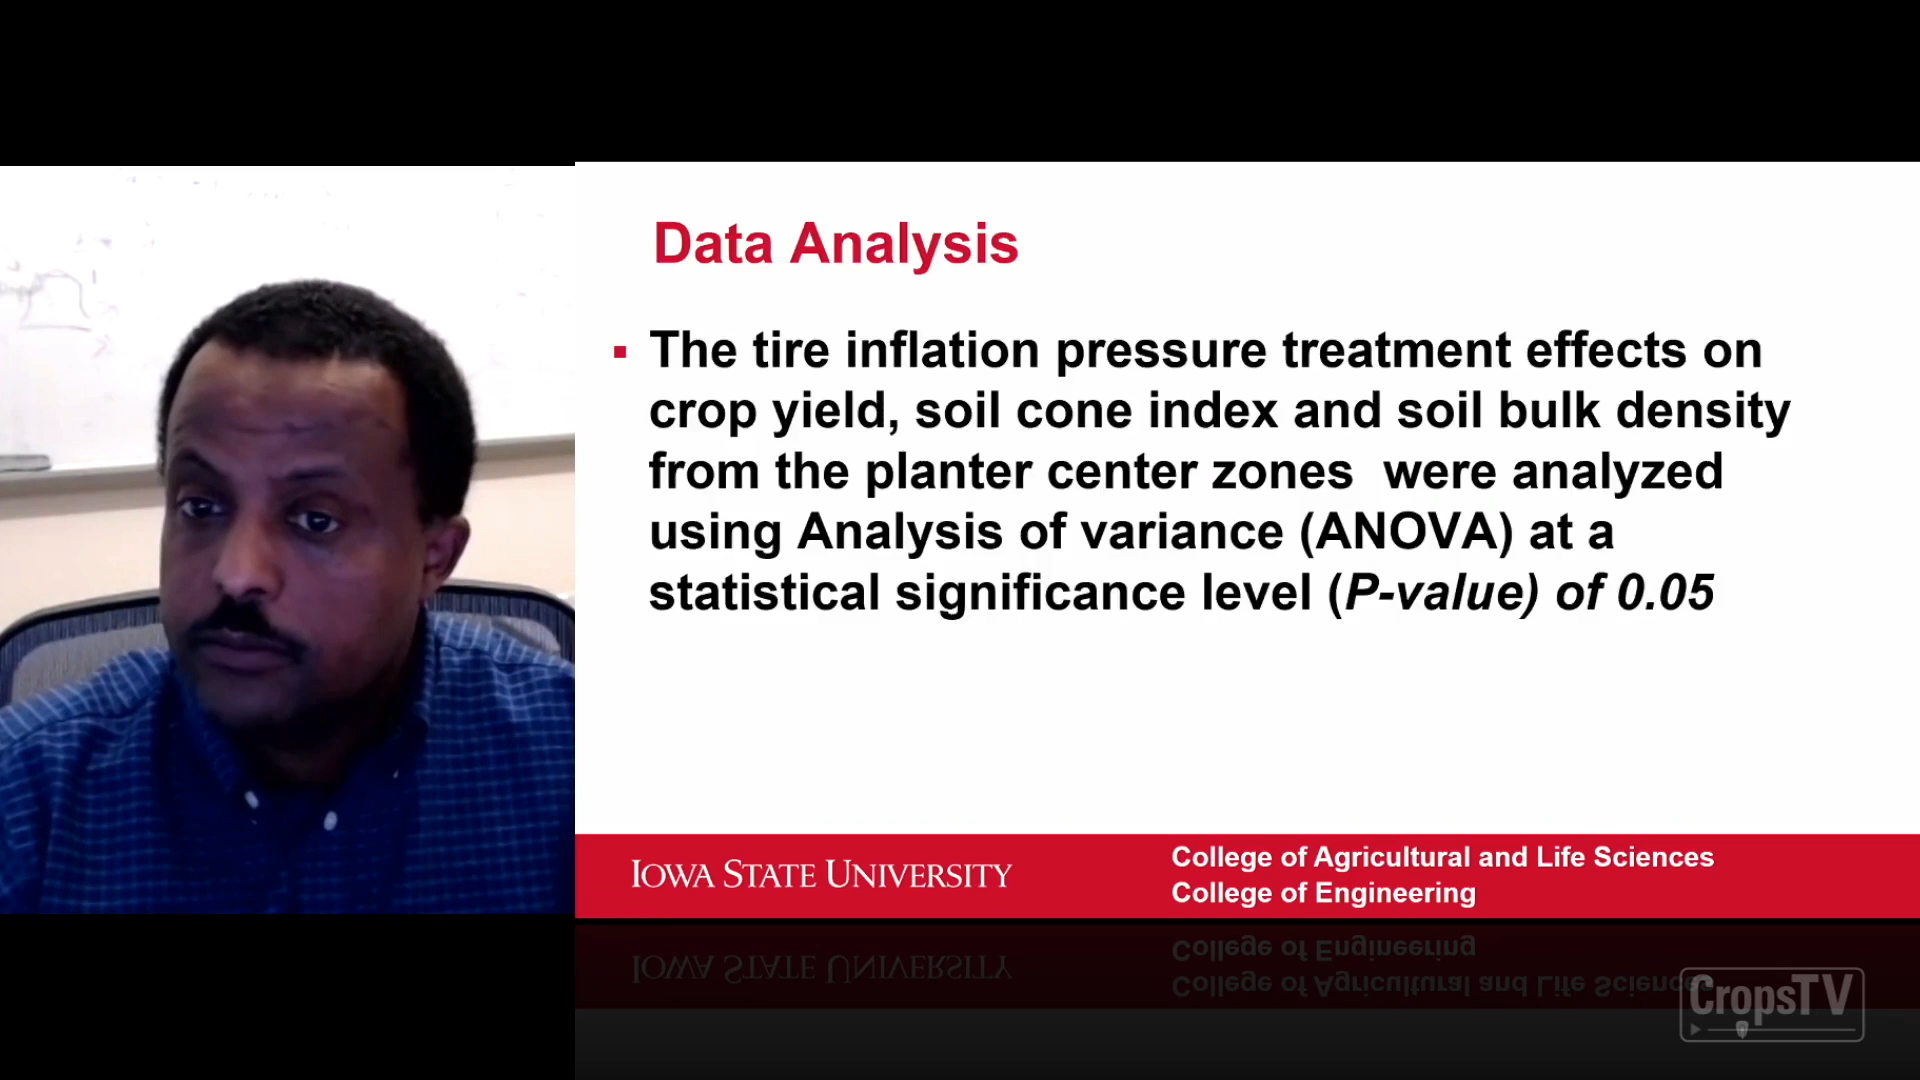 Data Analysis
▪ The tire inflation pressure treatment effects on
crop yield, soil cone index and soil bulk density
from the planter center zones  were analyzed
using Analysis of variance (ANOVA) at a
statistical significance level (P-value) of 0.05
IOWA STATE UNIVERSITY
College of Agricultural and Life Sciences
College of Engineering
CropsTV